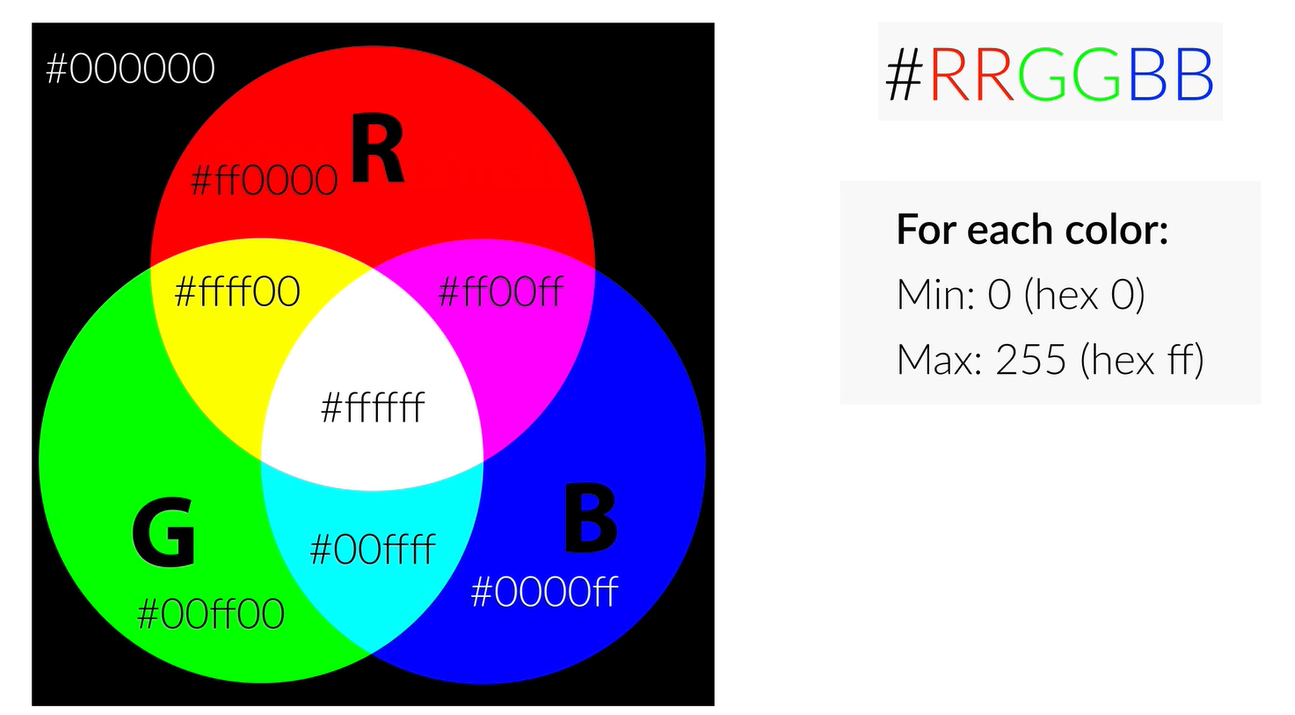 #000000
R
#ff0000
#ffff00
#ff00ff
#ffffff
G
B
#00ffff
#0000ff
#00ff00
#RRGGBB
For each color:
Min: 0 (hex 0)
Max: 255 (hex ff)